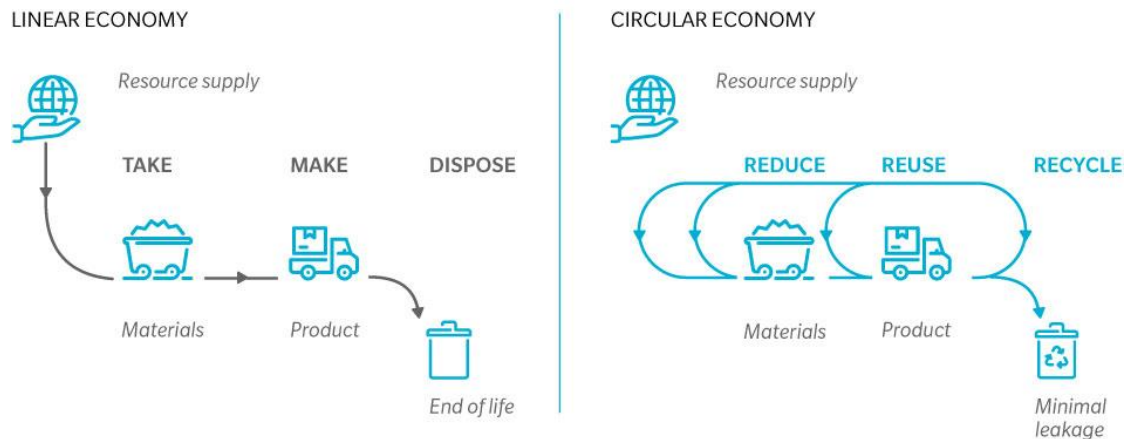 LINEAR ECONOMY
Resource supply
TAKE
MAKE
DISPOSE
Materials
Product
End of life
CIRCULAR ECONOMY
Resource supply
REDUCE
REUSE
RECYCLE
Materials
Product
Minimal
leakage